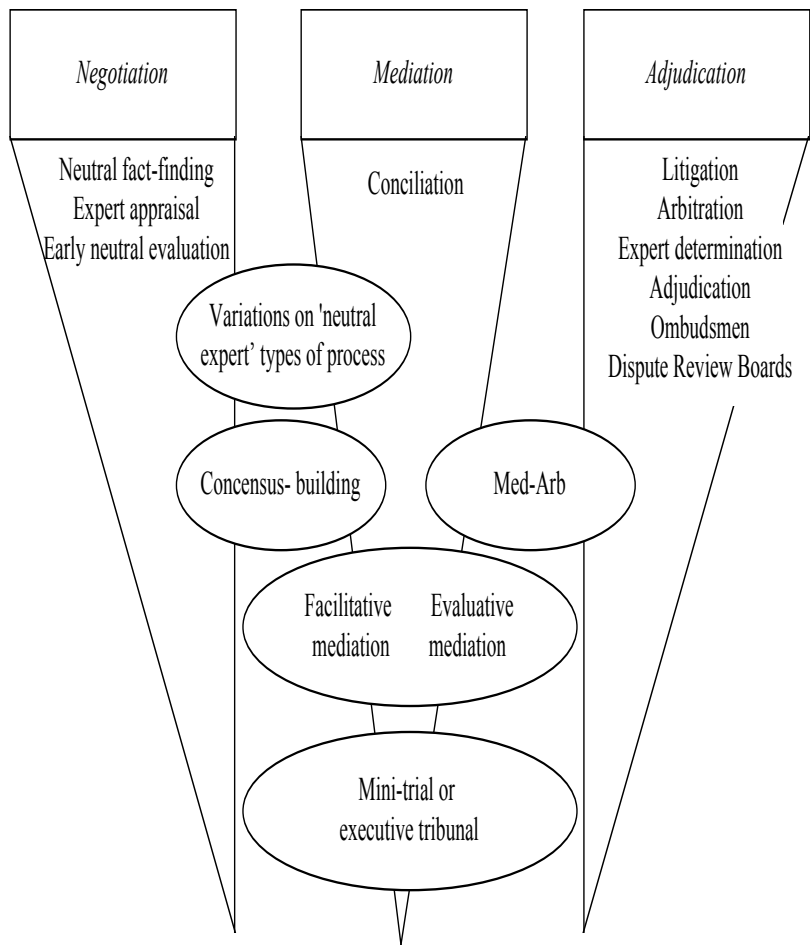 Negotiation
Mediation
Adjudication
Neutral fact-finding
Expert appraisal
Early neutral evaluation
Conciliation
Litigation
Arbitration
Expert determination
Adjudication
Ombudsmen
Dispute Review Boards
Variations on 'neutral
expert’ types of process
Concensus- building
Med-Arb
Facilitative
mediation
Evaluative
mediation
Mini-trial or
executive tribunal